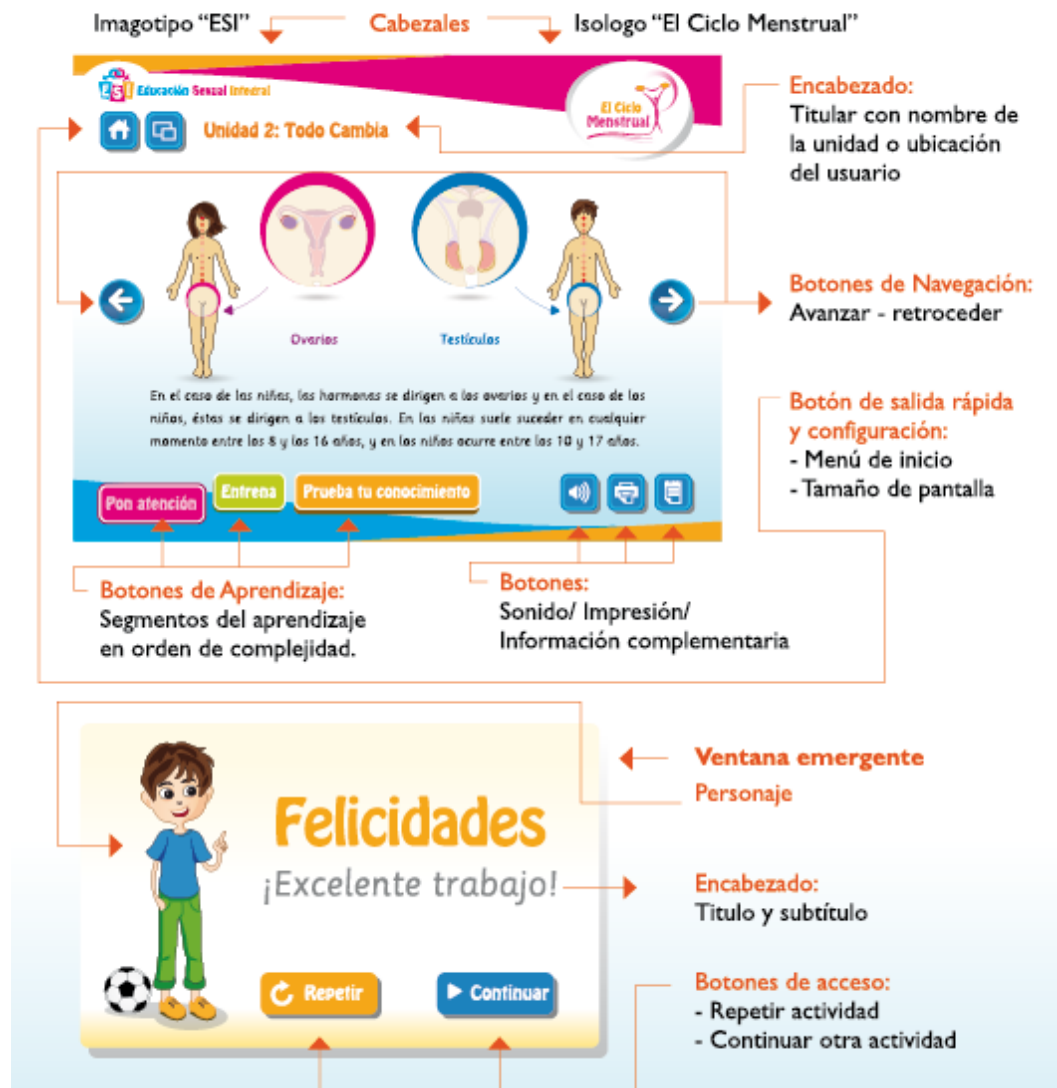 Imagotipo “ESI”
Cabezales
Isologo “El Ciclo Menstrual”
ESI Educación Sexual Integral
El Ciclo
Menstrual
Unidad 2: Todo Cambia
Encabezado:
Titular con nombre de
la unidad o ubicación
del usuario
Ovarios
Testículos
Botones de Navegación:
Avanzar - retroceder
En el caso de las niñas, las hormonas se dirigen a los ovarios y en el caso de los
niños, éstas se dirigen a los testículos. En las niñas suele suceder en cualquier
momento entre los 8 y los 16 años, y en los niños ocurre entre los 10 y 17 años.
Botón de salida rápida
y configuración:
- Menú de inicio
- Tamaño de pantalla
Pon atención
Entrena
Prueba tu conocimiento
Botones de Aprendizaje:
Segmentos del aprendizaje
en orden de complejidad.
Botones:
Sonido/ Impresión/
Información complementaria
Ventana emergente
Personaje
Felicidades
¡Excelente trabajo!
Encabezado:
Titulo y subtítulo
Repetir
Continuar
Botones de acceso:
- Repetir actividad
- Continuar otra actividad